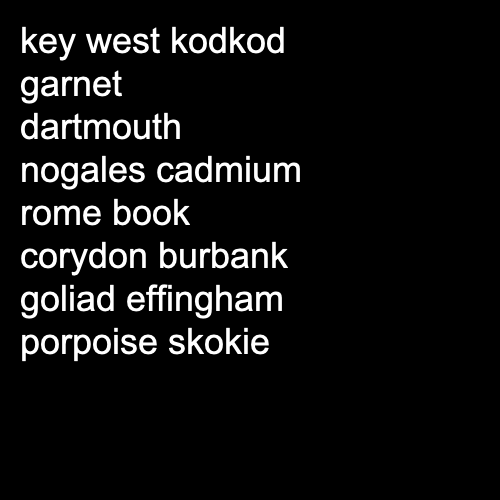 key west kodkod
garnet
dartmouth
nogales cadmium
rome book
corydon burbank
goliad effingham
porpoise skokie